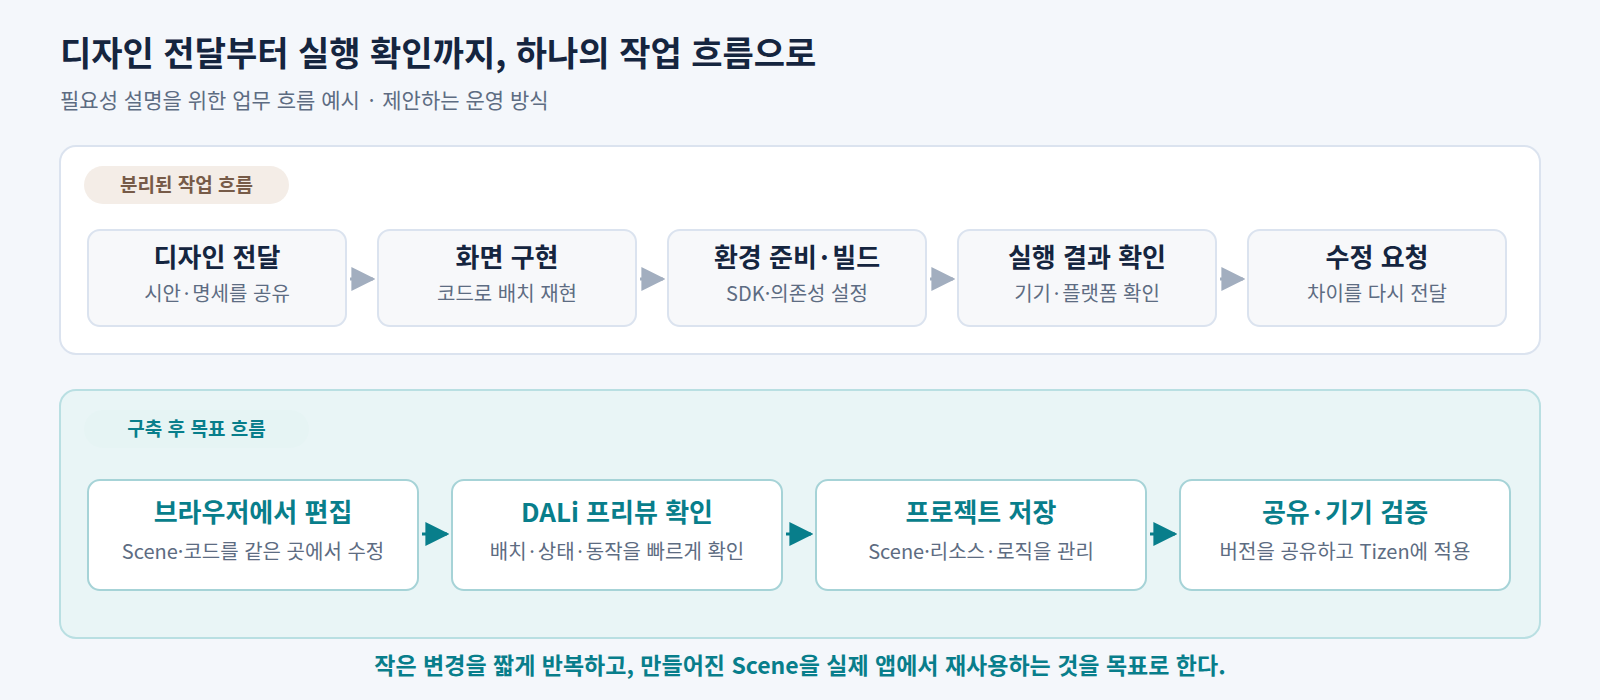 디자인 전달부터 실행 확인까지, 하나의 작업 흐름으로
필요성 설명을 위한 업무 흐름 예시 · 제안하는 운영 방식
분리된 작업 흐름
디자인 전달
시안·명세를 공유
화면 구현
코드로 배치 재현
환경 준비·빌드
SDK·의존성 설정
실행 결과 확인
기기·플랫폼 확인
수정 요청
차이를 다시 전달
구축 후 목표 흐름
브라우저에서 편집
Scene·코드를 같은 곳에서 수정
DALi 프리뷰 확인
배치·상태·동작을 빠르게 확인
프로젝트 저장
Scene·리소스·로직을 관리
공유·기기 검증
버전을 공유하고 Tizen에 적용
작은 변경을 짧게 반복하고, 만들어진 Scene을 실제 앱에서 재사용하는 것을 목표로 한다.